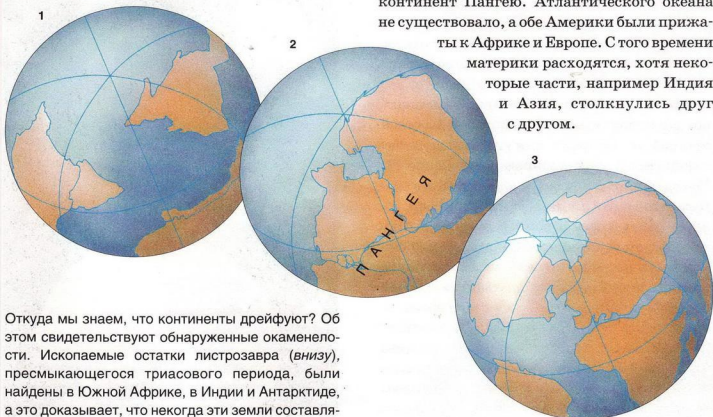 континент Пангею. Атлантического океана
не существовало, а обе Америки были прижа-
ты к Африке и Европе. С того времени
материки расходятся, хотя неко-
торые части, например Индия
и Азия, столкнулись друг
с другом.
1
2
ПАНГЕЯ
3
Откуда мы знаем, что континенты дрейфуют? Об
этом свидетельствуют обнаруженные окаменело-
сти. Ископаемые остатки листрозавра (внизу),
пресмыкающегося триасового периода, были
найдены в Южной Африке, в Индии и Антарктиде,
а это доказывает, что некогда эти земли составля-